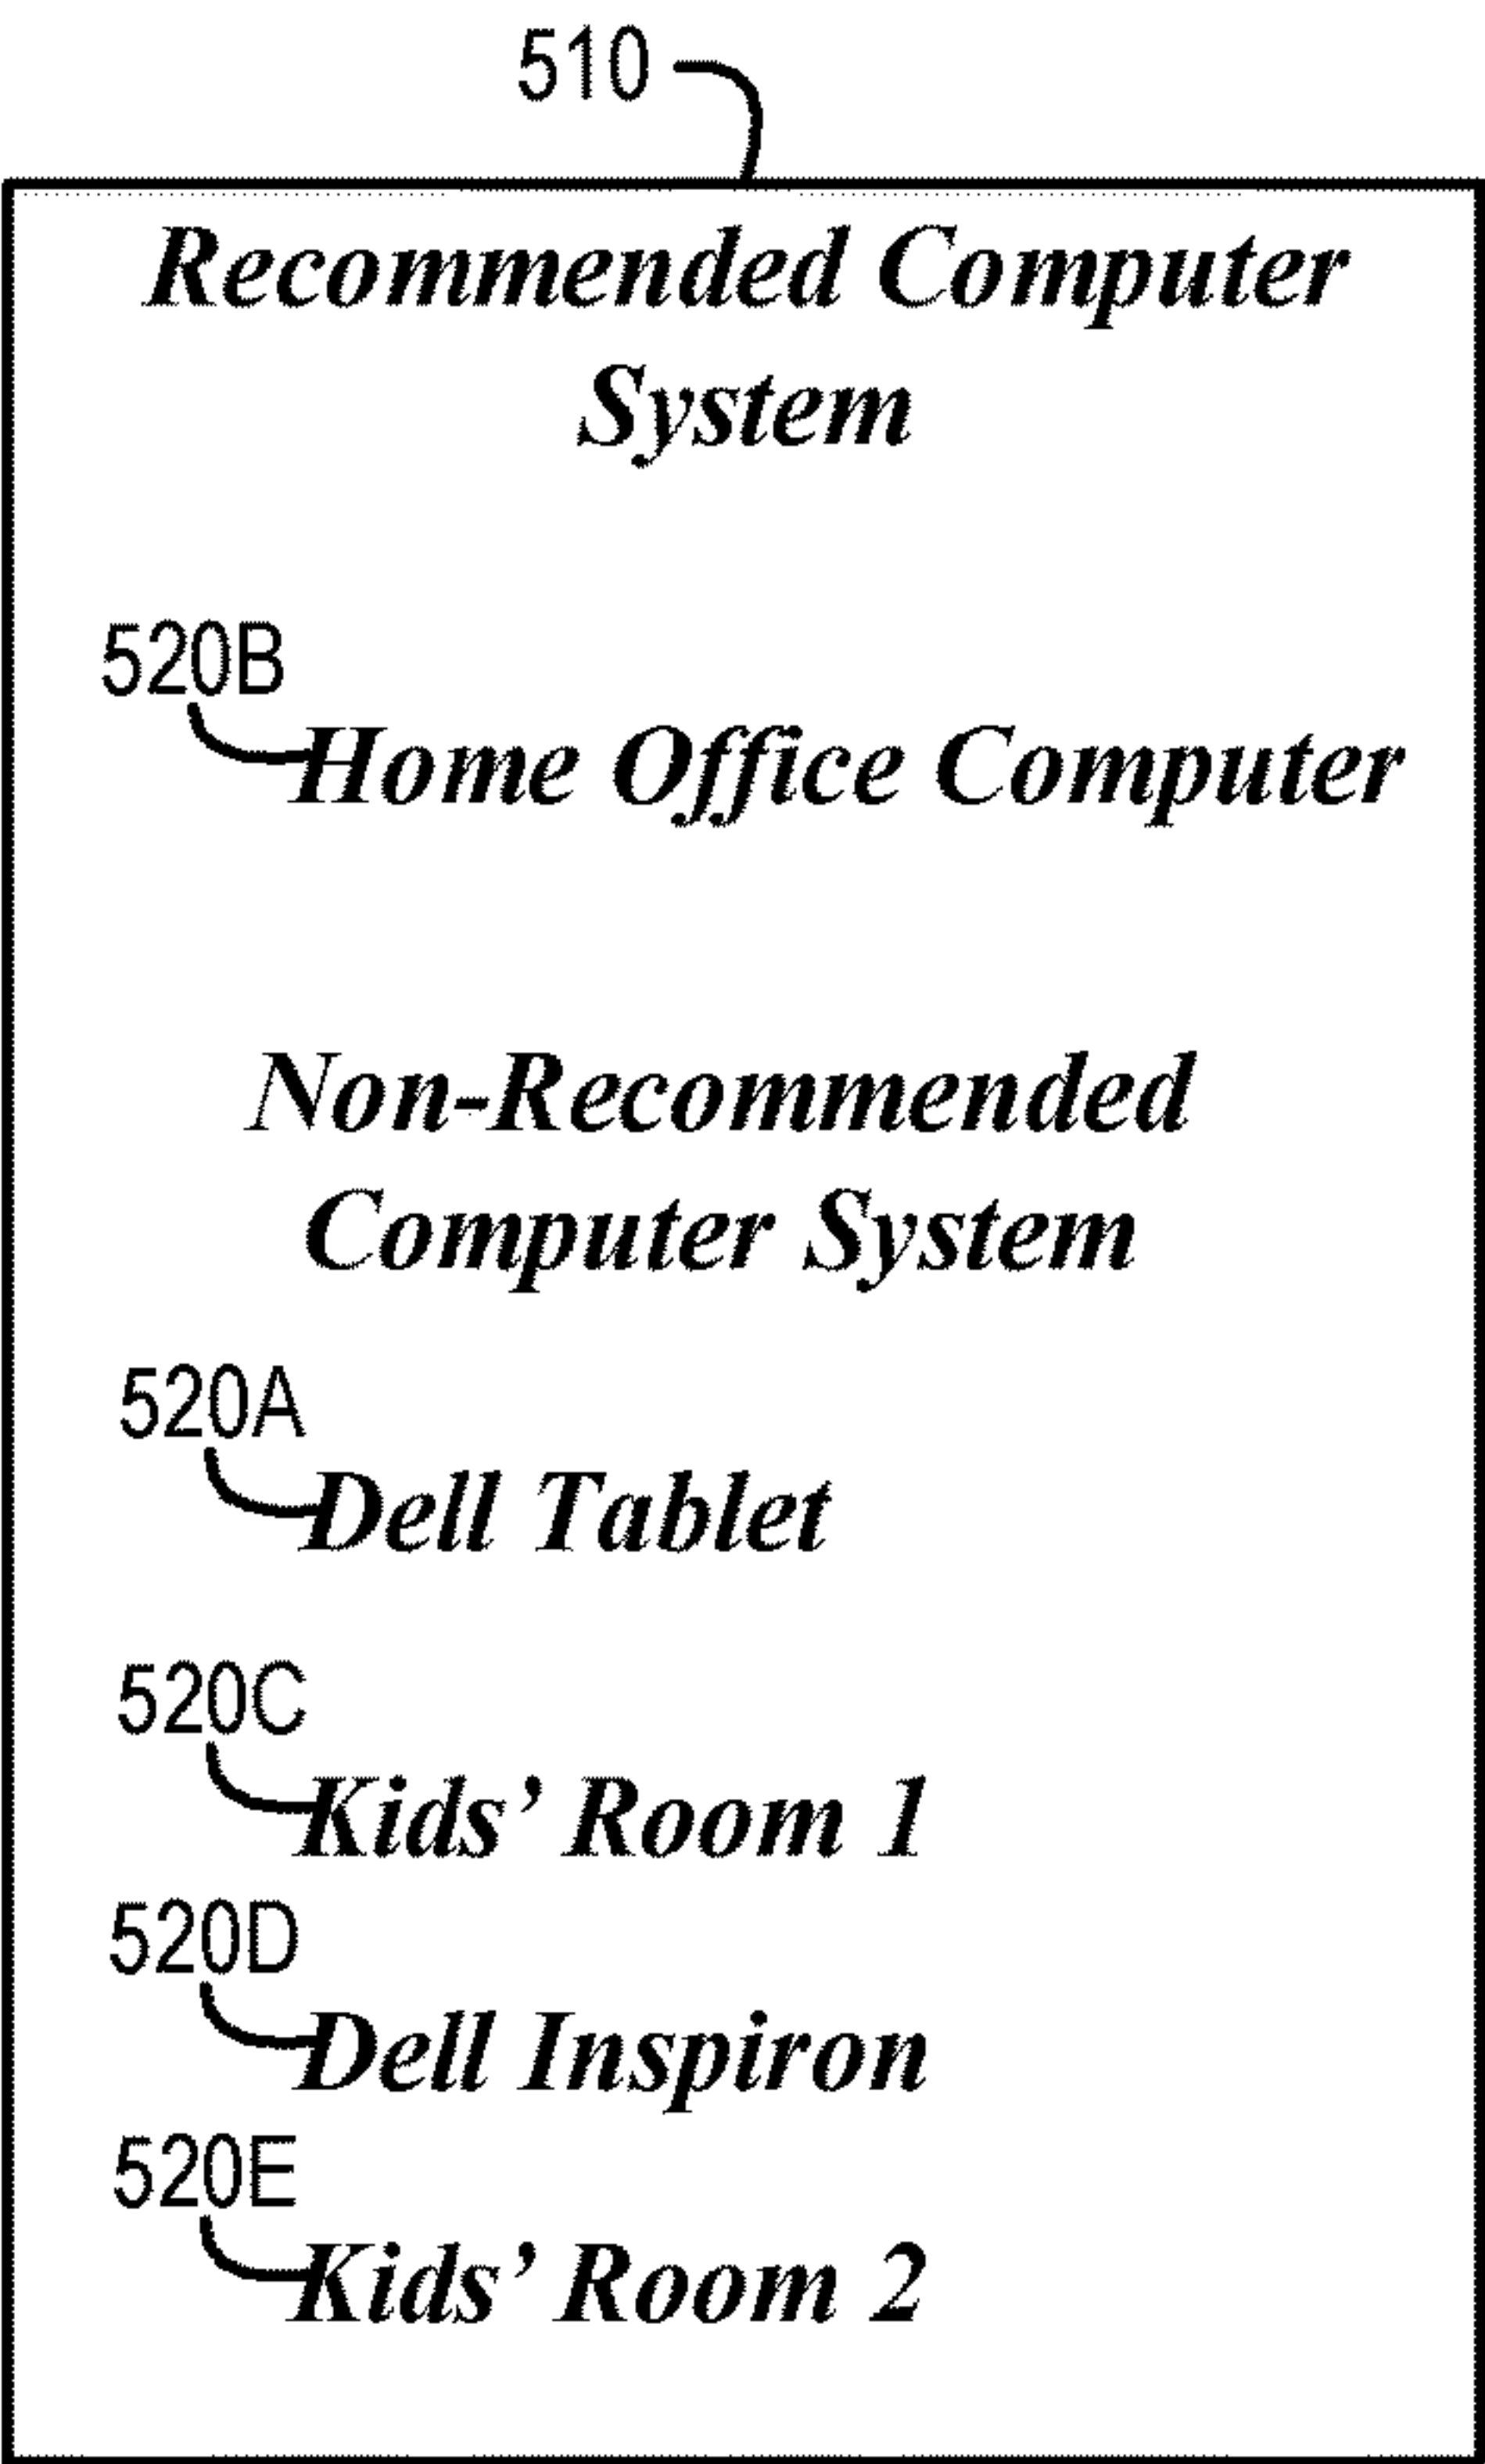 510
Recommended Computer
System
520B
Home Office Computer
Non-Recommended
Computer System
520A
Dell Tablet
520C
Kids’ Room 1
520D
Dell Inspiron
520E
Kids’ Room 2